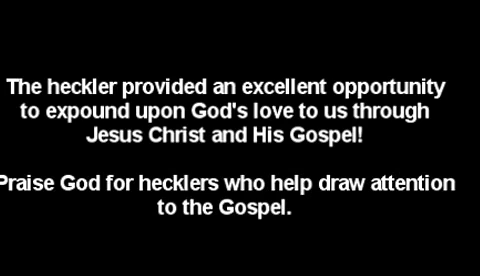 The heckler provided an excellent opportunity
to expound upon God's love to us through
Jesus Christ and His Gospel!
Praise God for hecklers who help draw attention
to the Gospel.